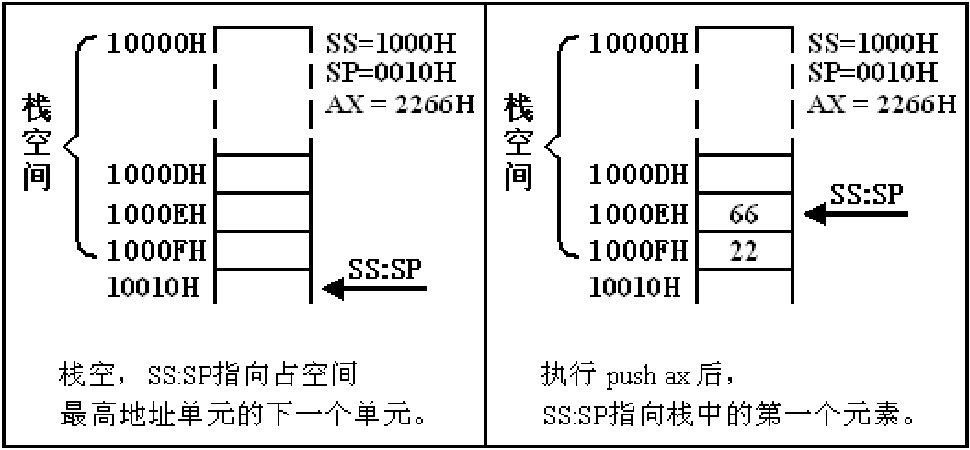 栈空间
10000H
1000DH
1000EH
1000FH
10010H
SS=1000H
SP=0010H
AX = 2266H
SS:SP
栈空，SS:SP指向占空间
最高地址单元的下一个单元。
栈空间
10000H
1000DH
1000EH
66
1000FH
22
10010H
SS=1000H
SP=0010H
AX = 2266H
SS:SP
执行 push ax 后，
SS:SP指向栈中的第一个元素。